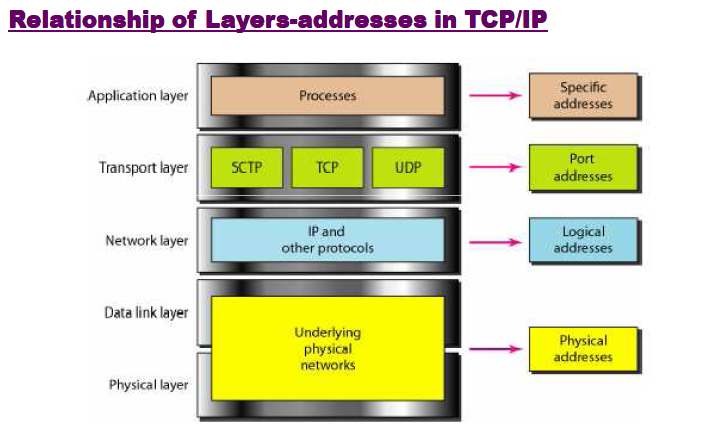 Relationship of Layers-addresses in TCP/IP
Application layer
Processes
Specific
addresses
Transport layer
SCTP
TCP
UDP
Port
addresses
Network layer
IP and
other protocols
Logical
addresses
Data link layer
Underlying
physical
networks
Physical
addresses
Physical layer